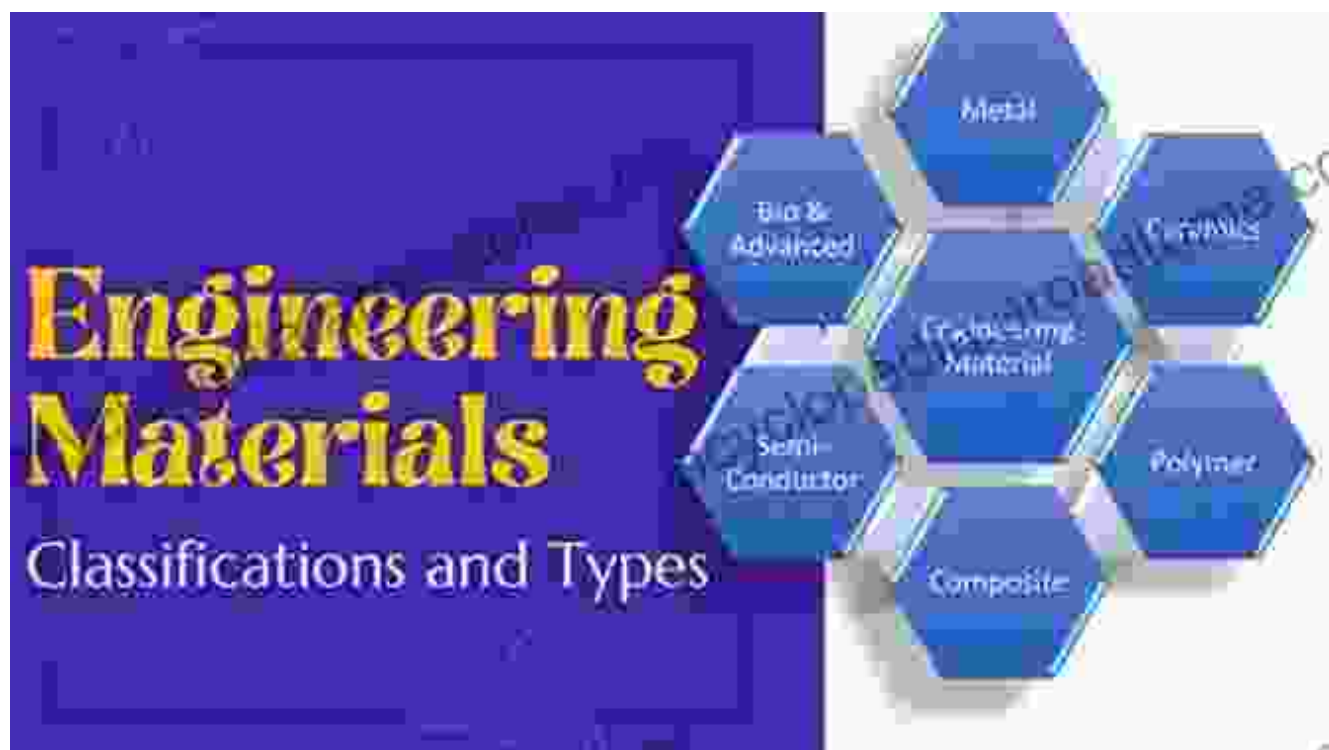 Engineering
Materials
Classifications and Types
Metal
Bio &
Advanced
Ceramics
Engineering
Material
Semi-
Conductor
Polymer
Composite